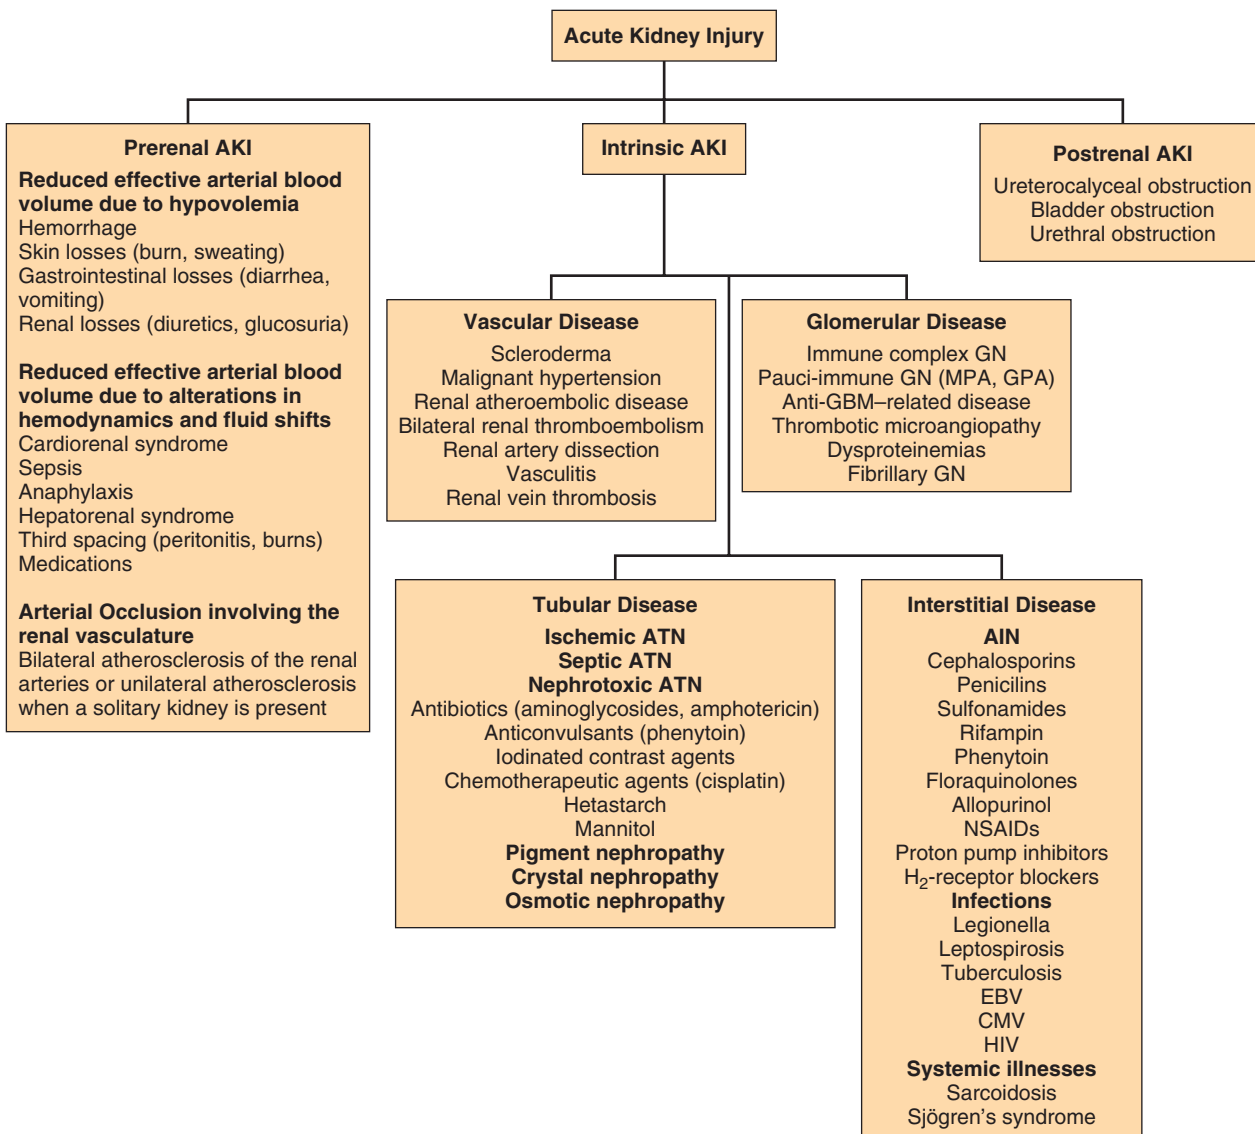 Acute Kidney Injury
Prerenal AKI
Reduced effective arterial blood
volume due to hypovolemia
Hemorrhage
Skin losses (burn, sweating)
Gastrointestinal losses (diarrhea,
vomiting)
Renal losses (diuretics, glucosuria)
Reduced effective arterial blood
volume due to alterations in
hemodynamics and fluid shifts
Cardiorenal syndrome
Sepsis
Anaphylaxis
Hepatorenal syndrome
Third spacing (peritonitis, burns)
Medications
Arterial Occlusion involving the
renal vasculature
Bilateral atherosclerosis of the renal
arteries or unilateral atherosclerosis
when a solitary kidney is present
Intrinsic AKI
Postrenal AKI
Ureterocalyceal obstruction
Bladder obstruction
Urethral obstruction
Vascular Disease
Scleroderma
Malignant hypertension
Renal atheroembolic disease
Bilateral renal thromboembolism
Renal artery dissection
Vasculitis
Renal vein thrombosis
Glomerular Disease
Immune complex GN
Pauci-immune GN (MPA, GPA)
Anti-GBM–related disease
Thrombotic microangiopathy
Dysproteinemias
Fibrillary GN
Tubular Disease
Ischemic ATN
Septic ATN
Nephrotoxic ATN
Antibiotics (aminoglycosides, amphotericin)
Anticonvulsants (phenytoin)
Iodinated contrast agents
Chemotherapeutic agents (cisplatin)
Hetastarch
Mannitol
Pigment nephropathy
Crystal nephropathy
Osmotic nephropathy
Interstitial Disease
AIN
Cephalosporins
Penicilins
Sulfonamides
Rifampin
Phenytoin
Floraquinolones
Allopurinol
NSAIDs
Proton pump inhibitors
H₂-receptor blockers
Infections
Legionella
Leptospirosis
Tuberculosis
EBV
CMV
HIV
Systemic illnesses
Sarcoidosis
Sjögren's syndrome